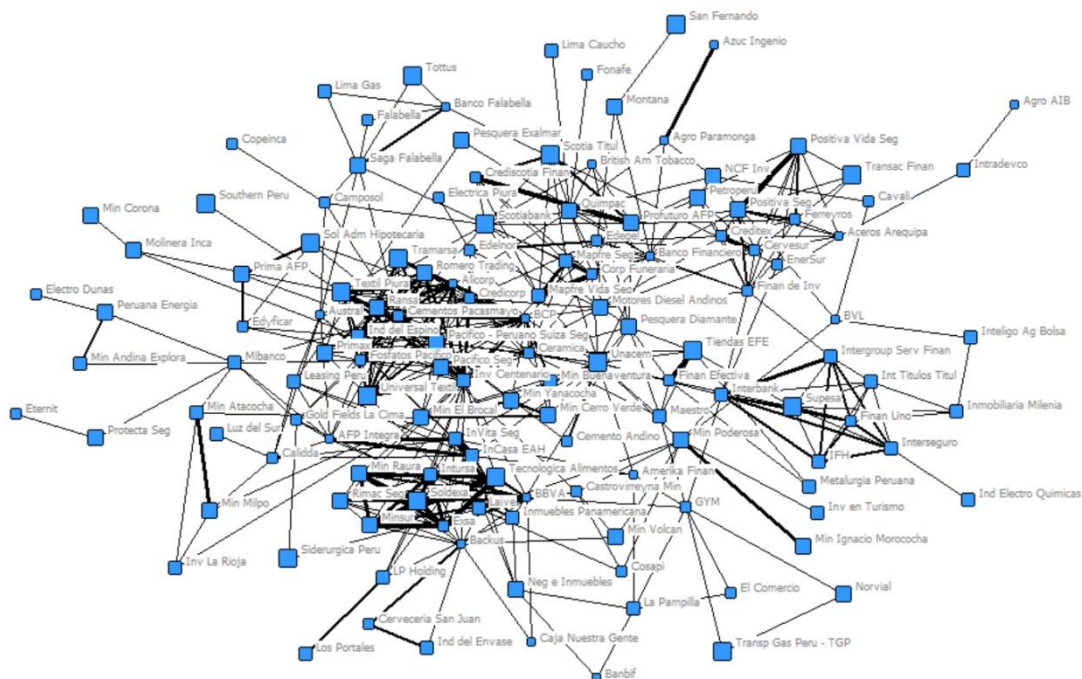 San Fernando
Azuc Ingenio
Lima Caucho
Fonafe
Tottus
Lima Gas
Banco Falabella
Montana
Agro AIB
Falabella
Copeinca
Pesquera Exalmar
Agro Paramonga
Positiva Vida Seg
Scotia Titul
Saga Falabella
British Am Tobacco
Intradevco
Crediscotia Finan
NCF Inv
Transac Finan
Electrica Piura
Petroperu
Cavali
Southern Peru
Camposol
Quimpac
Positiva Seg
Min Corona
Scotiabank
Profuturo AFP
Ferreyros
Sol Adm Hipotecaria
Edegel
Creditex
Aceros Arequipa
Molinera Inca
Edelnor
Cervesur
Tramarsa
Mapfre Seg
Banco Financiero
EnerSur
Prima AFP
Romero Trading
Corp Funeraria
Alicorp
Textil Piura
Finan de Inv
Electro Dunas
Credicorp
Mapfre Vida Seg
Ransa
Motores Diesel Andinos
Peruana Energia
Austral
Cementos Pacasmayo
BCP
BVL
Edyficar
Pesquera Diamante
Ind del Espino
Pacifico - Peruano Suiza Seg
Inteligo Ag Bolsa
Primax
Ceramica
Tiendas EFE
Intergroup Serv Finan
Min Andina Explora
Mibanco
Fosfatos Pacifico
Pacifico Seg
Unacem
Leasing Peru
Inv Centenario
Min Buenaventura
Finan Efectiva
Int Titulos Titul
Universal Textil
Min Yanacocha
Interbank
Eternit
Min Atacocha
Gold Fields La Cima
Min El Brocal
Min Cerro Verde
Maestro
Supesa
Finan Uno
Inmobiliaria Milenia
Protecta Seg
Luz del Sur
AFP Integra
InVita Seg
Cemento Andino
Min Poderosa
Interseguro
Calidda
InCasa EAH
IFH
Min Raura
Intursa
Tecnologica Alimentos
Amerika Finan
Metalurgia Peruana
Rimac Seg
Soldexa
BBVA
Castrovirreyna Min
Ind Electro Quimicas
Min Milpo
Laive
GYM
Inv en Turismo
Minsur
Exsa
Inmuebles Panamericana
Backus
Min Volcan
Min Ignacio Morococha
Siderurgica Peru
Inv La Rioja
Cosapi
ILP Holding
Neg e Inmuebles
El Comercio
Norvial
La Pampilla
Cerveceria San Juan
Los Portales
Ind del Envase
Caja Nuestra Gente
Transp Gas Peru - TGP
Banbif